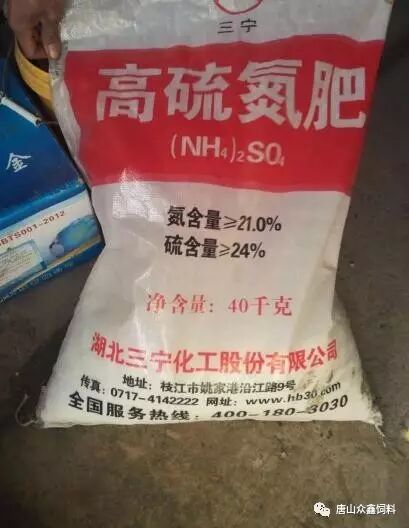 三宁
高硫氮肥
(NH₄)₂SO₄
氮含量≥21.0%
硫含量≥24%
净含量：40千克
湖北三宁化工股份有限公司
地址：枝江市姚家港沿江路9号
传真：0717-4142222 网址：www.hb30.com
全国服务热线：400-180-3030
金
BTS001-2012
唐山众鑫饲料